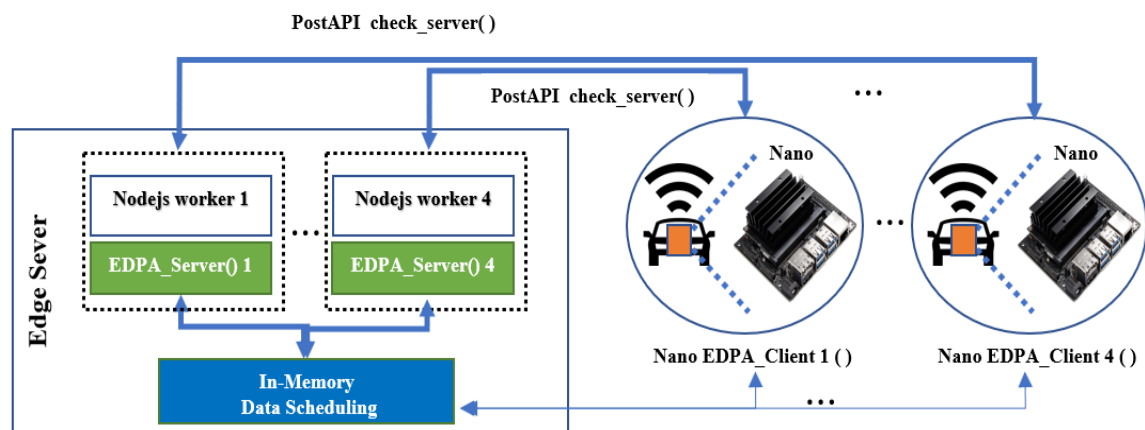 PostAPI check_server( )
PostAPI check_server( )
...
Edge Sever
Nodejs worker 1
EDPA_Server() 1
...
Nodejs worker 4
EDPA_Server() 4
In-Memory
Data Scheduling
Nano
...
Nano
Nano EDPA_Client 1 ( )
Nano EDPA_Client 4 ( )
...